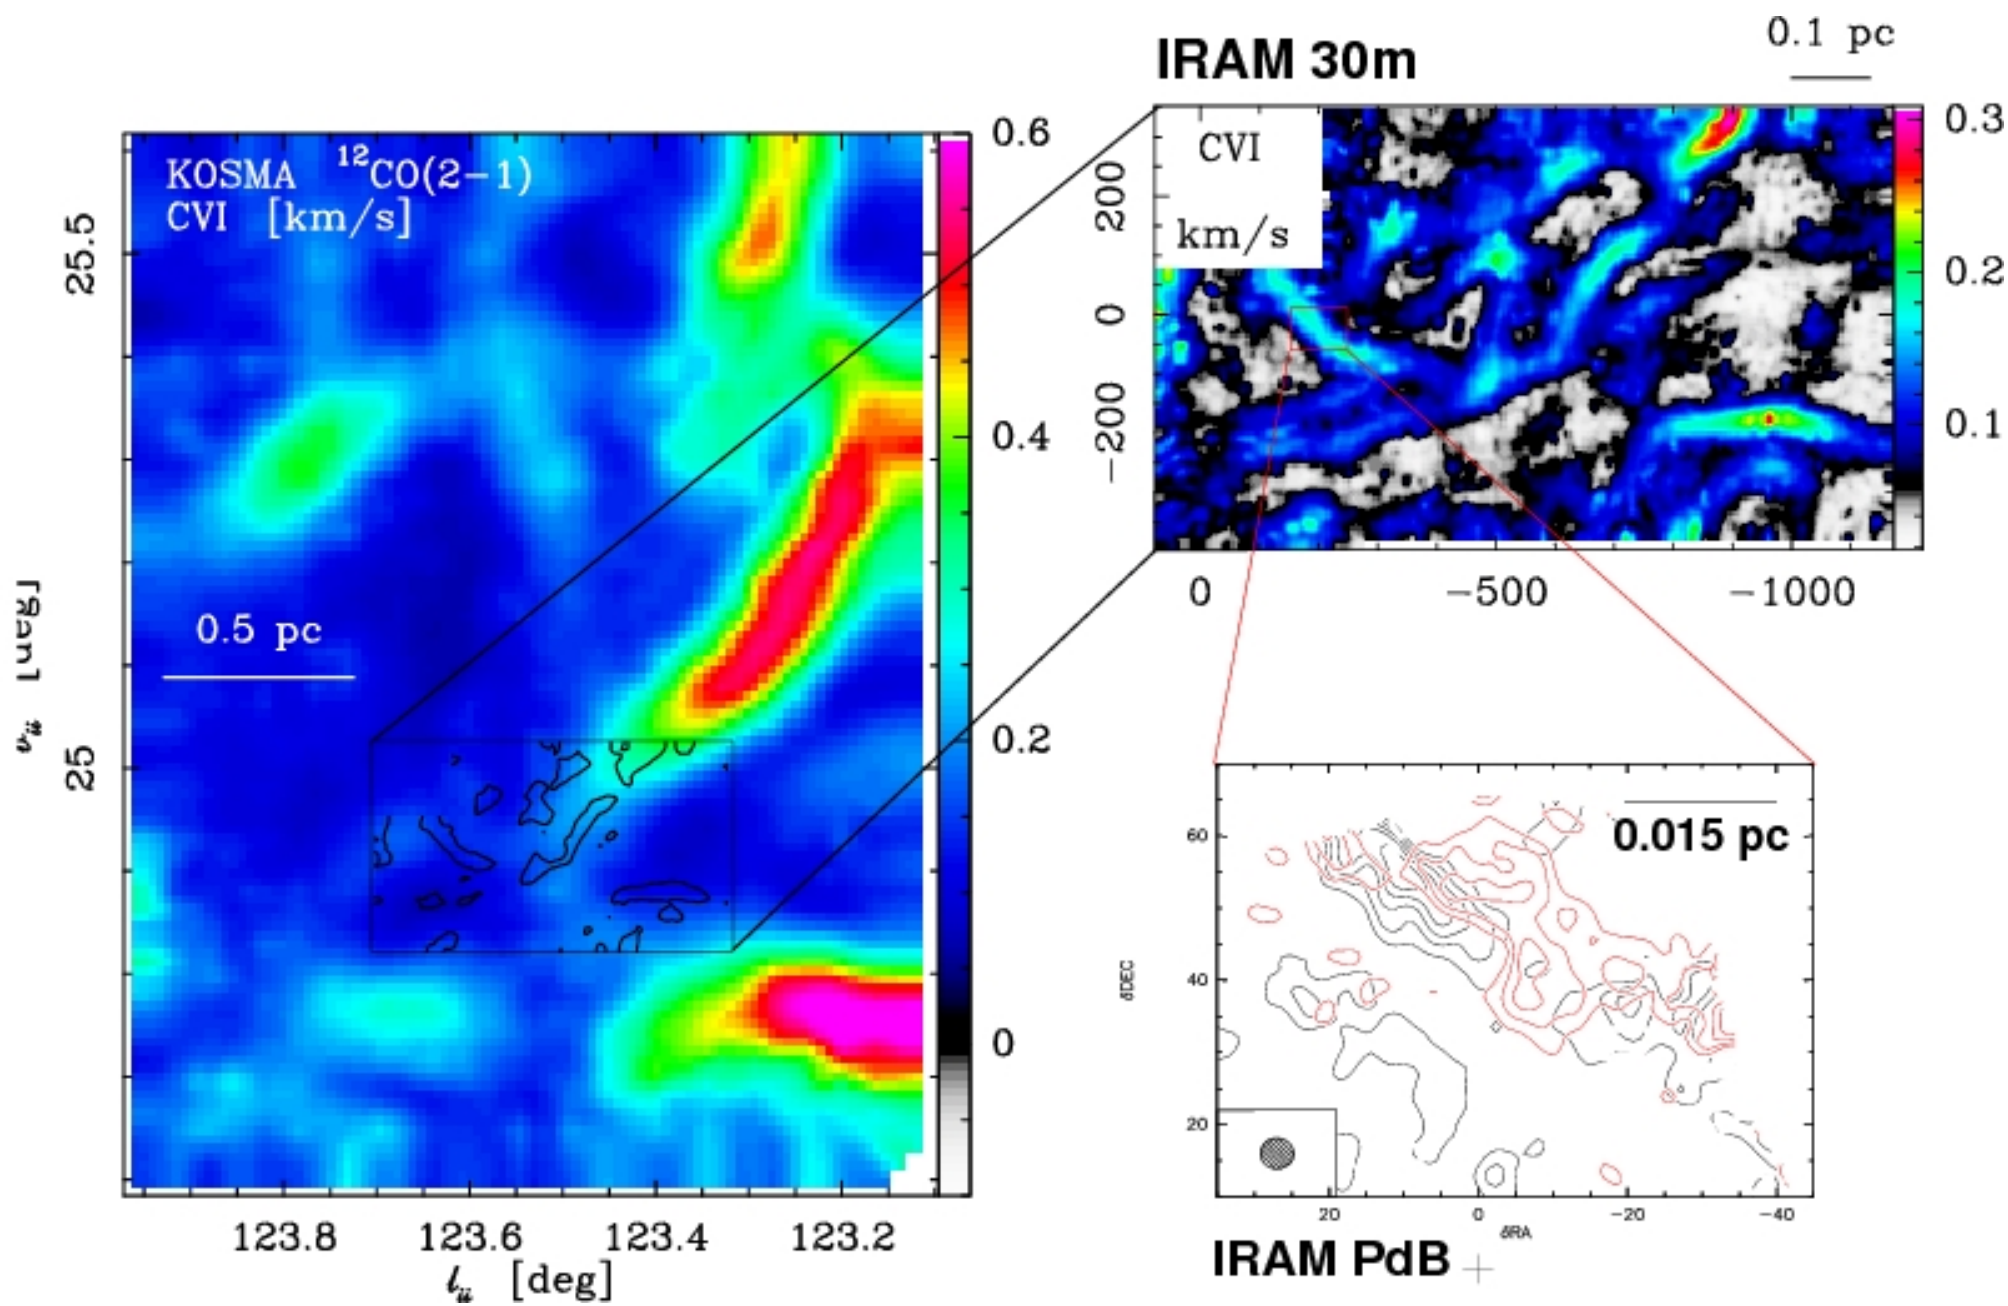 KOSMA ¹²CO(2−1)
CVI [km/s]
0.5 pc
25.5
25
123.8 123.6 123.4 123.2
[deg]
0.6
0.4
0.2
0
IRAM 30m
0.1 pc
CVI
km/s
200
0
−200
0 −500 −1000
0.3
0.2
0.1
0.015 pc
60
40
20
δDEC
20 0 −20 −40
δRA
IRAM PdB